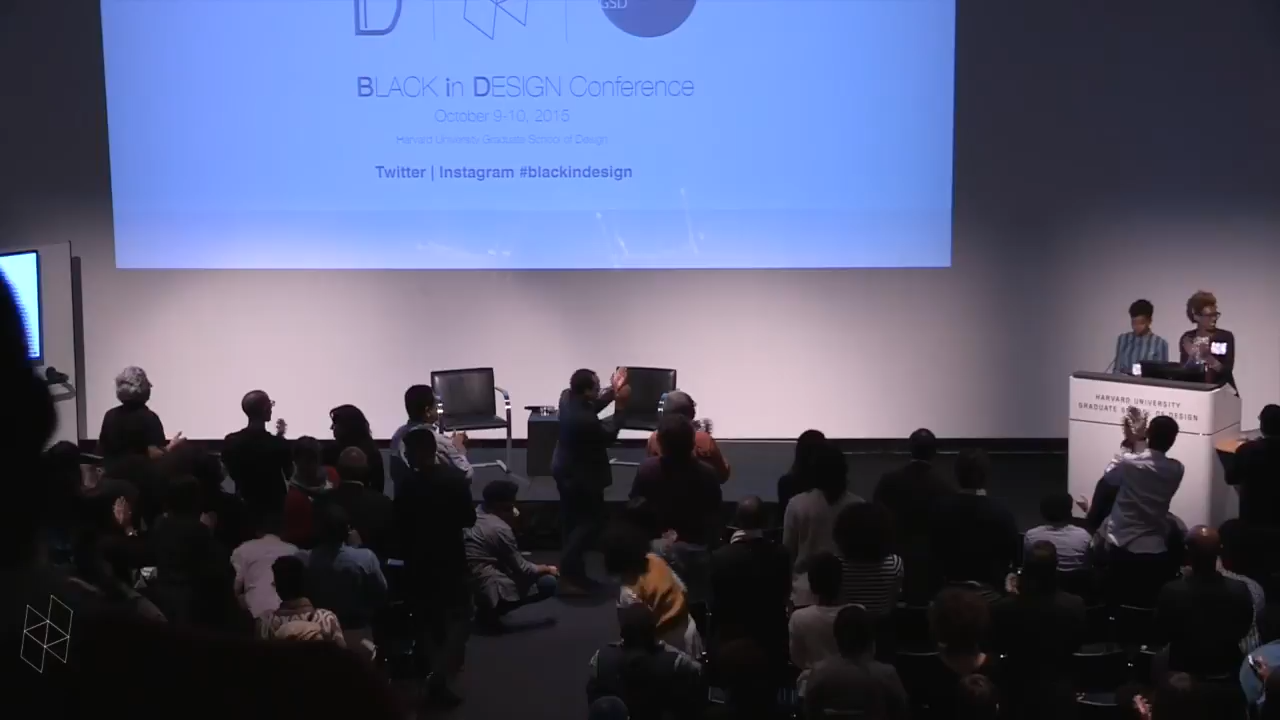 GSD
BLACK in DESIGN Conference
October 9-10, 2015
Harvard University Graduate School of Design
Twitter | Instagram #blackindesign
HARVARD UNIVERSITY
GRADUATE SCHOOL OF DESIGN